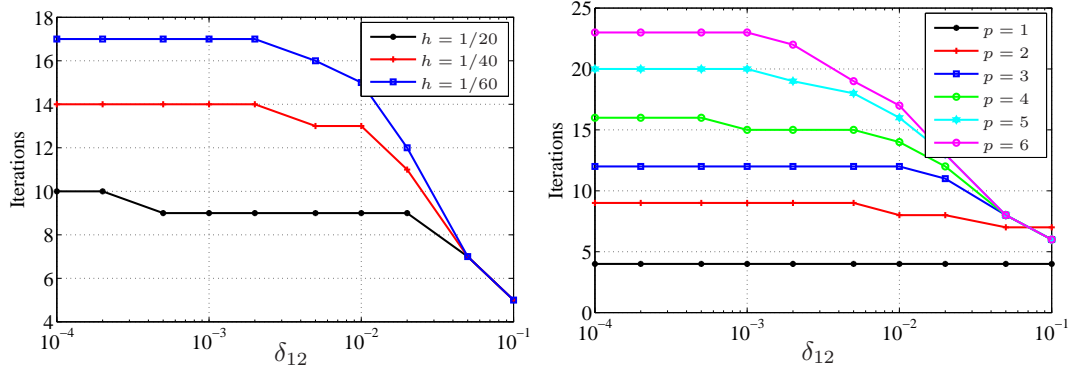 18
16
14
12
10
8
6
4
Iterations
10⁻⁴
10⁻³
10⁻²
10⁻¹
δ₁₂
h = 1/20
h = 1/40
h = 1/60
25
20
15
10
5
0
Iterations
10⁻⁴
10⁻³
10⁻²
10⁻¹
δ₁₂
p = 1
p = 2
p = 3
p = 4
p = 5
p = 6